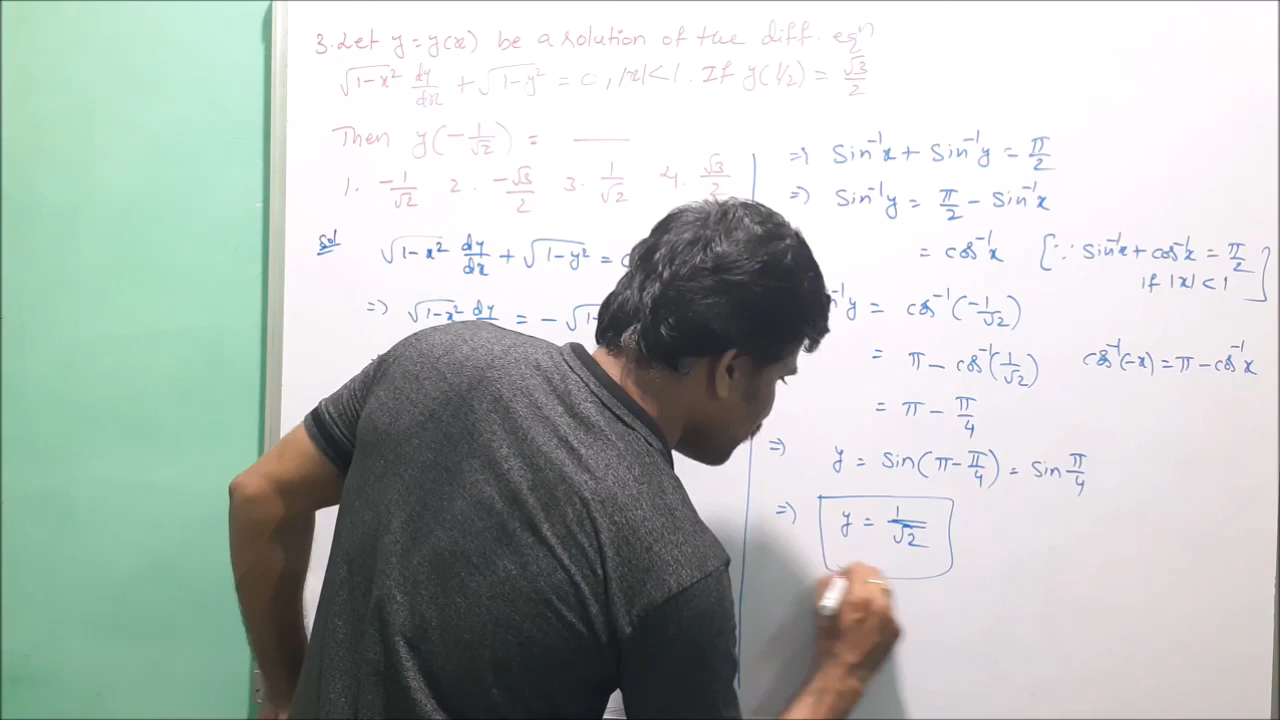 3. Let y = y(x) be a solution of the diff. eqⁿ
√(1-x²) dy/dx + √(1-y²) = 0, |x| < 1. If y(1/2) = √3/2
Then y(-1/√2) = ____
1. -1/√2 2. -√3/2 3. 1/√2 4. √3/2
Sol √(1-x²) dy/dx + √(1-y²) =
⇒) √(1-x²) dy/dx = - √(1-
⇒) Sin⁻¹x + Sin⁻¹y = π/2
⇒) Sin⁻¹y = π/2 - Sin⁻¹x
= cos⁻¹x [∵ Sin⁻¹x + cos⁻¹x = π/2
if |x| < 1 ]
y = cos⁻¹(-1/√2)
= π - cos⁻¹(1/√2) cos⁻¹(-x) = π - cos⁻¹x
= π - π/4
⇒) y = Sin(π - π/4) = Sin π/4
⇒) y = 1/√2